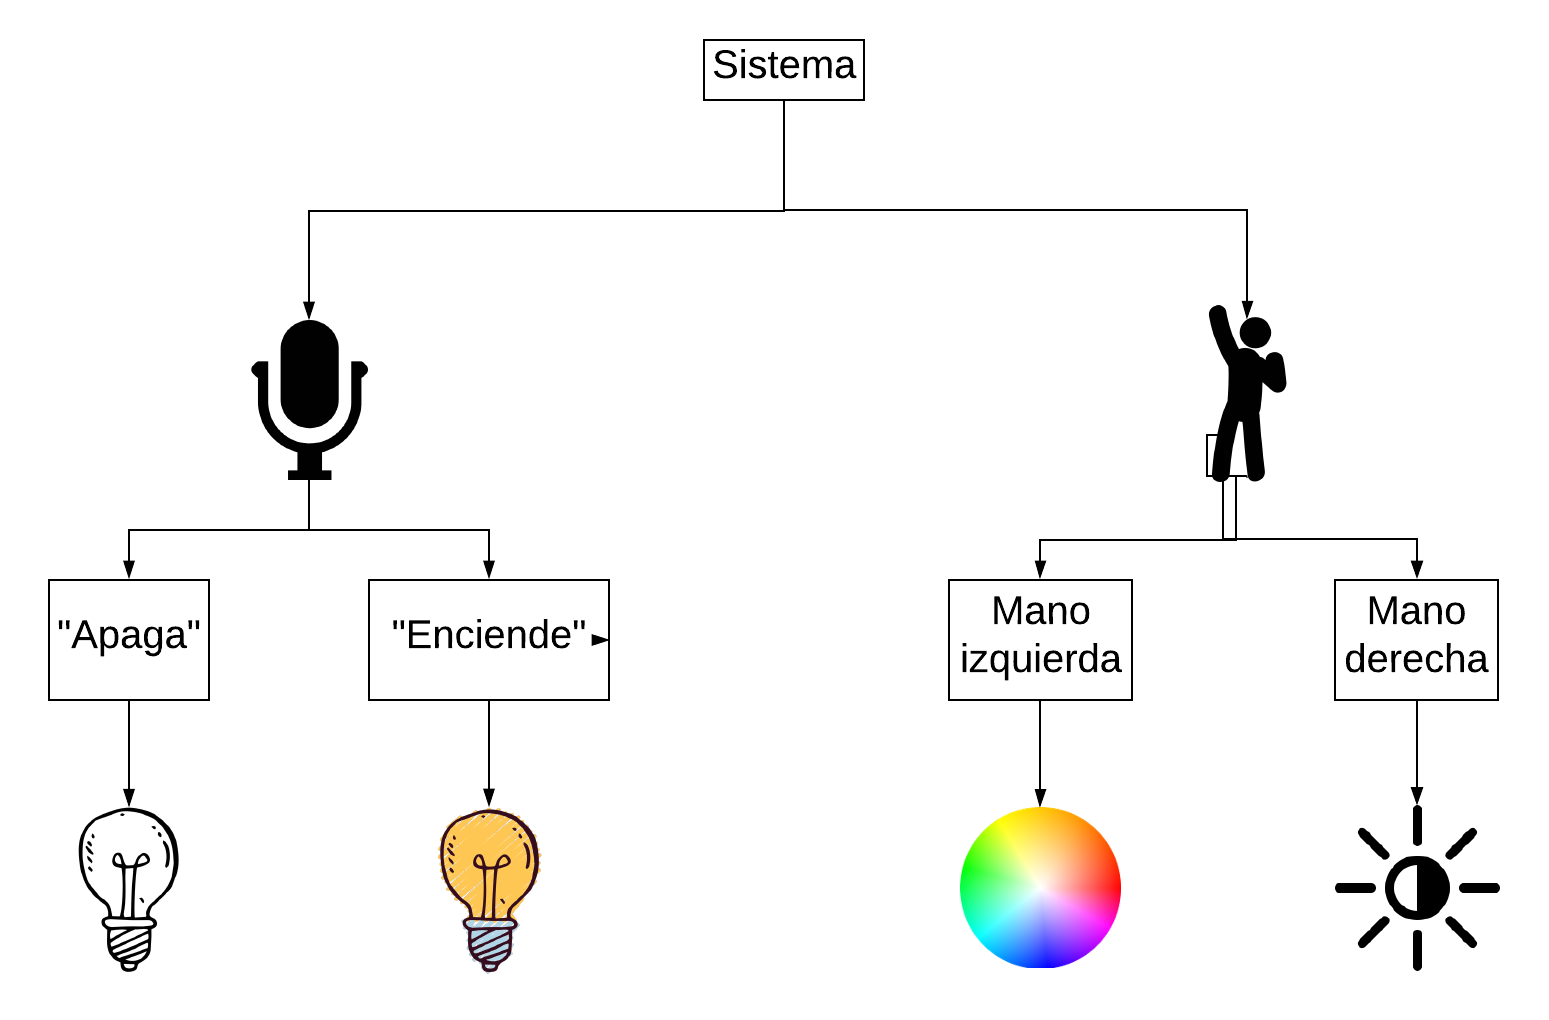 Sistema
"Apaga"
"Enciende"
Mano
izquierda
Mano
derecha